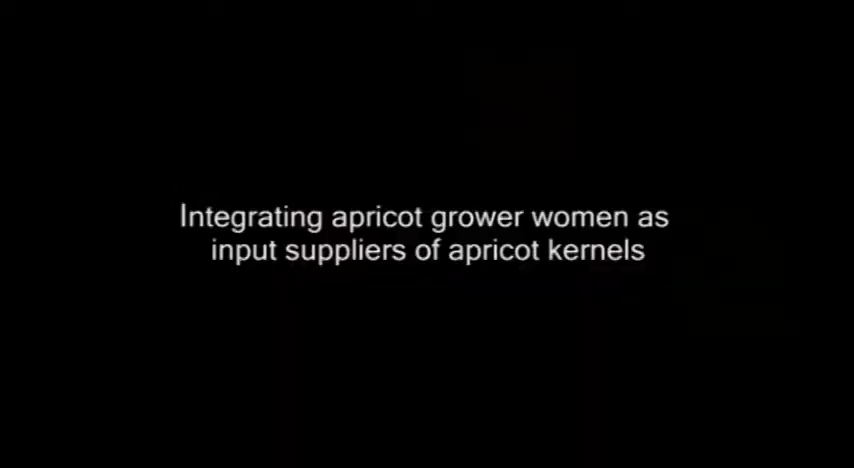 Integrating apricot grower women as
input suppliers of apricot kernels